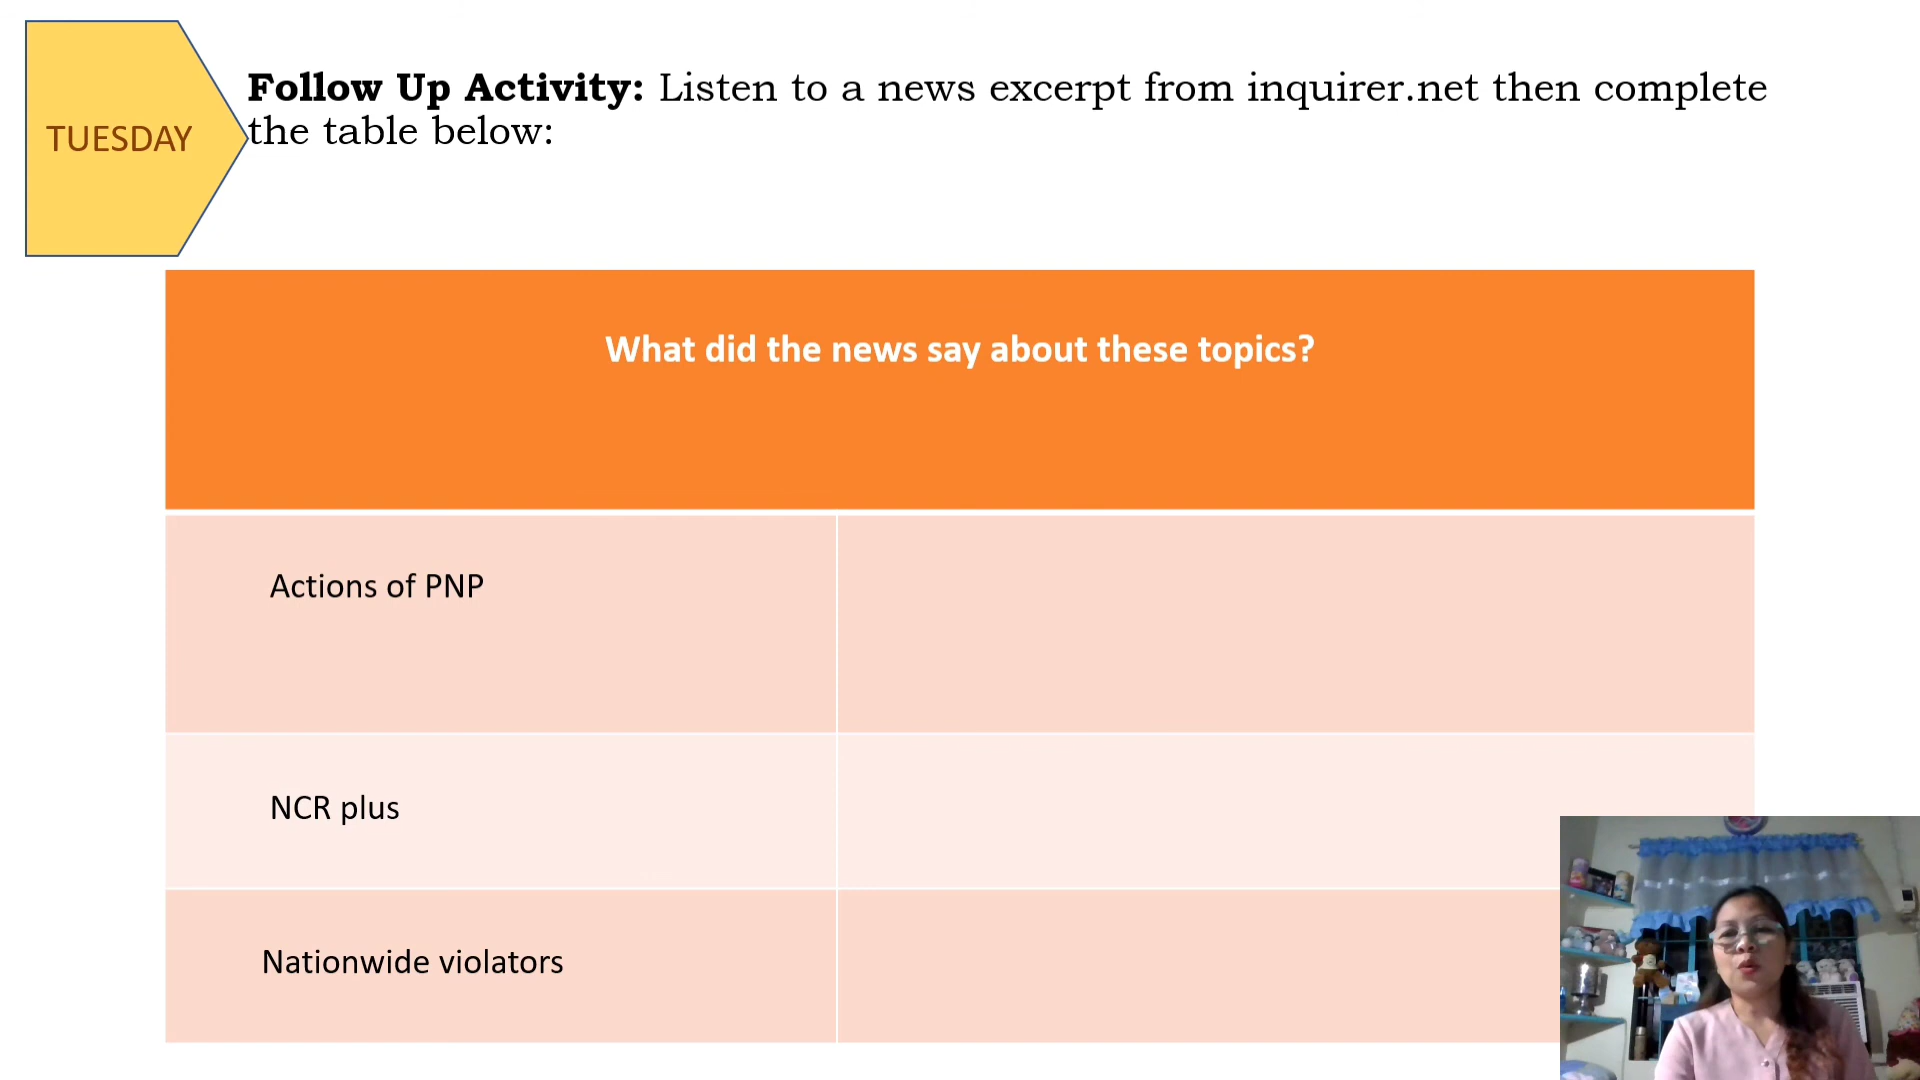 TUESDAY
Follow Up Activity: Listen to a news excerpt from inquirer.net then complete
the table below:
What did the news say about these topics?
Actions of PNP
NCR plus
Nationwide violators